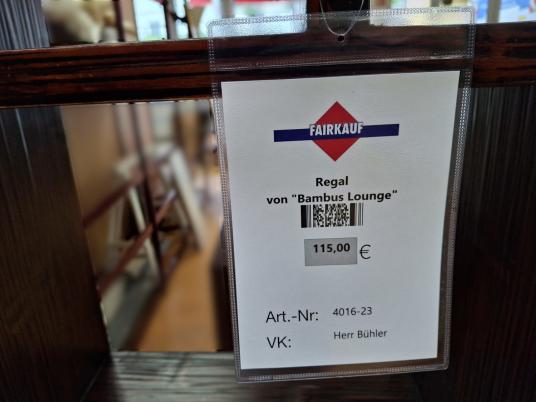 FAIRKAUF
Regal
von "Bambus Lounge"
115,00 €
Art.-Nr: 4016-23
VK: Herr Bühler